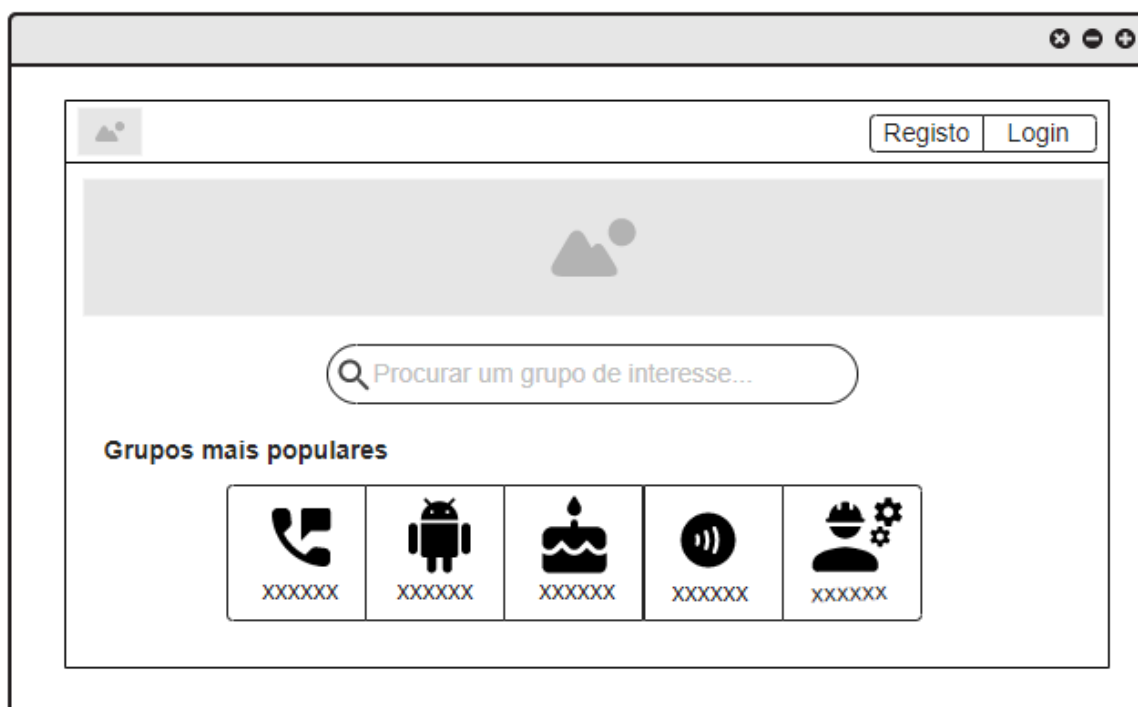 Registo Login
Procurar um grupo de interesse...
Grupos mais populares
xxxxxx xxxxxx xxxxxx xxxxxx xxxxxx